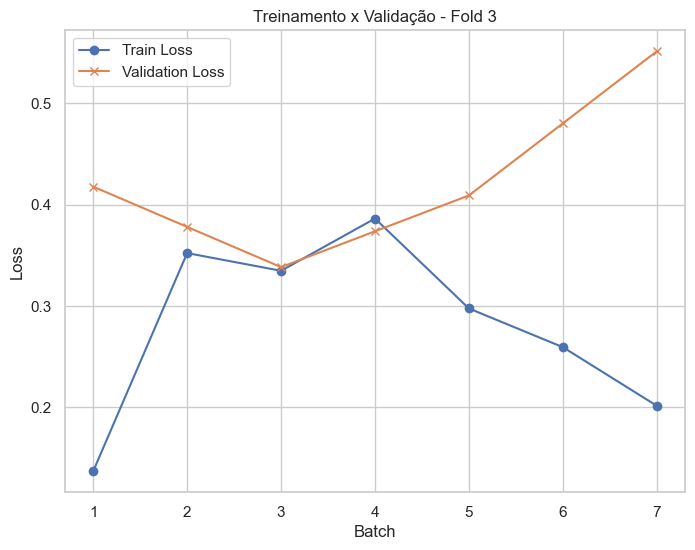 Treinamento x Validação - Fold 3
Train Loss
Validation Loss
0.5
0.4
0.3
0.2
Loss
1 2 3 4 5 6 7
Batch